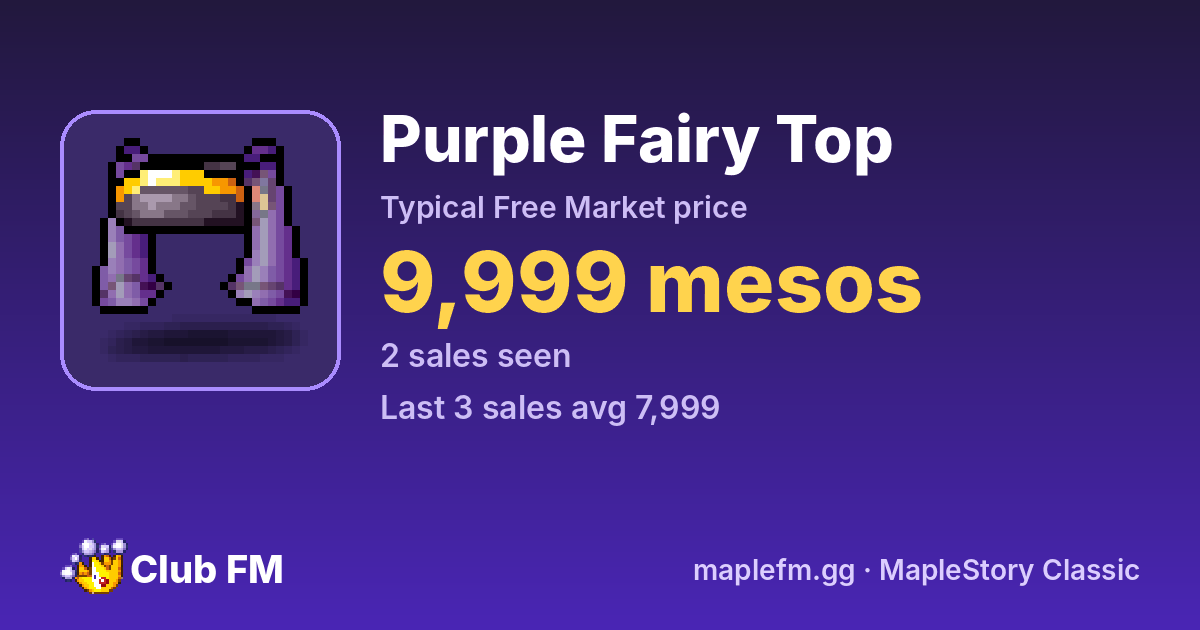 Purple Fairy Top
Typical Free Market price
9,999 mesos
2 sales seen
Last 3 sales avg 7,999
Club FM
maplefm.gg · MapleStory Classic